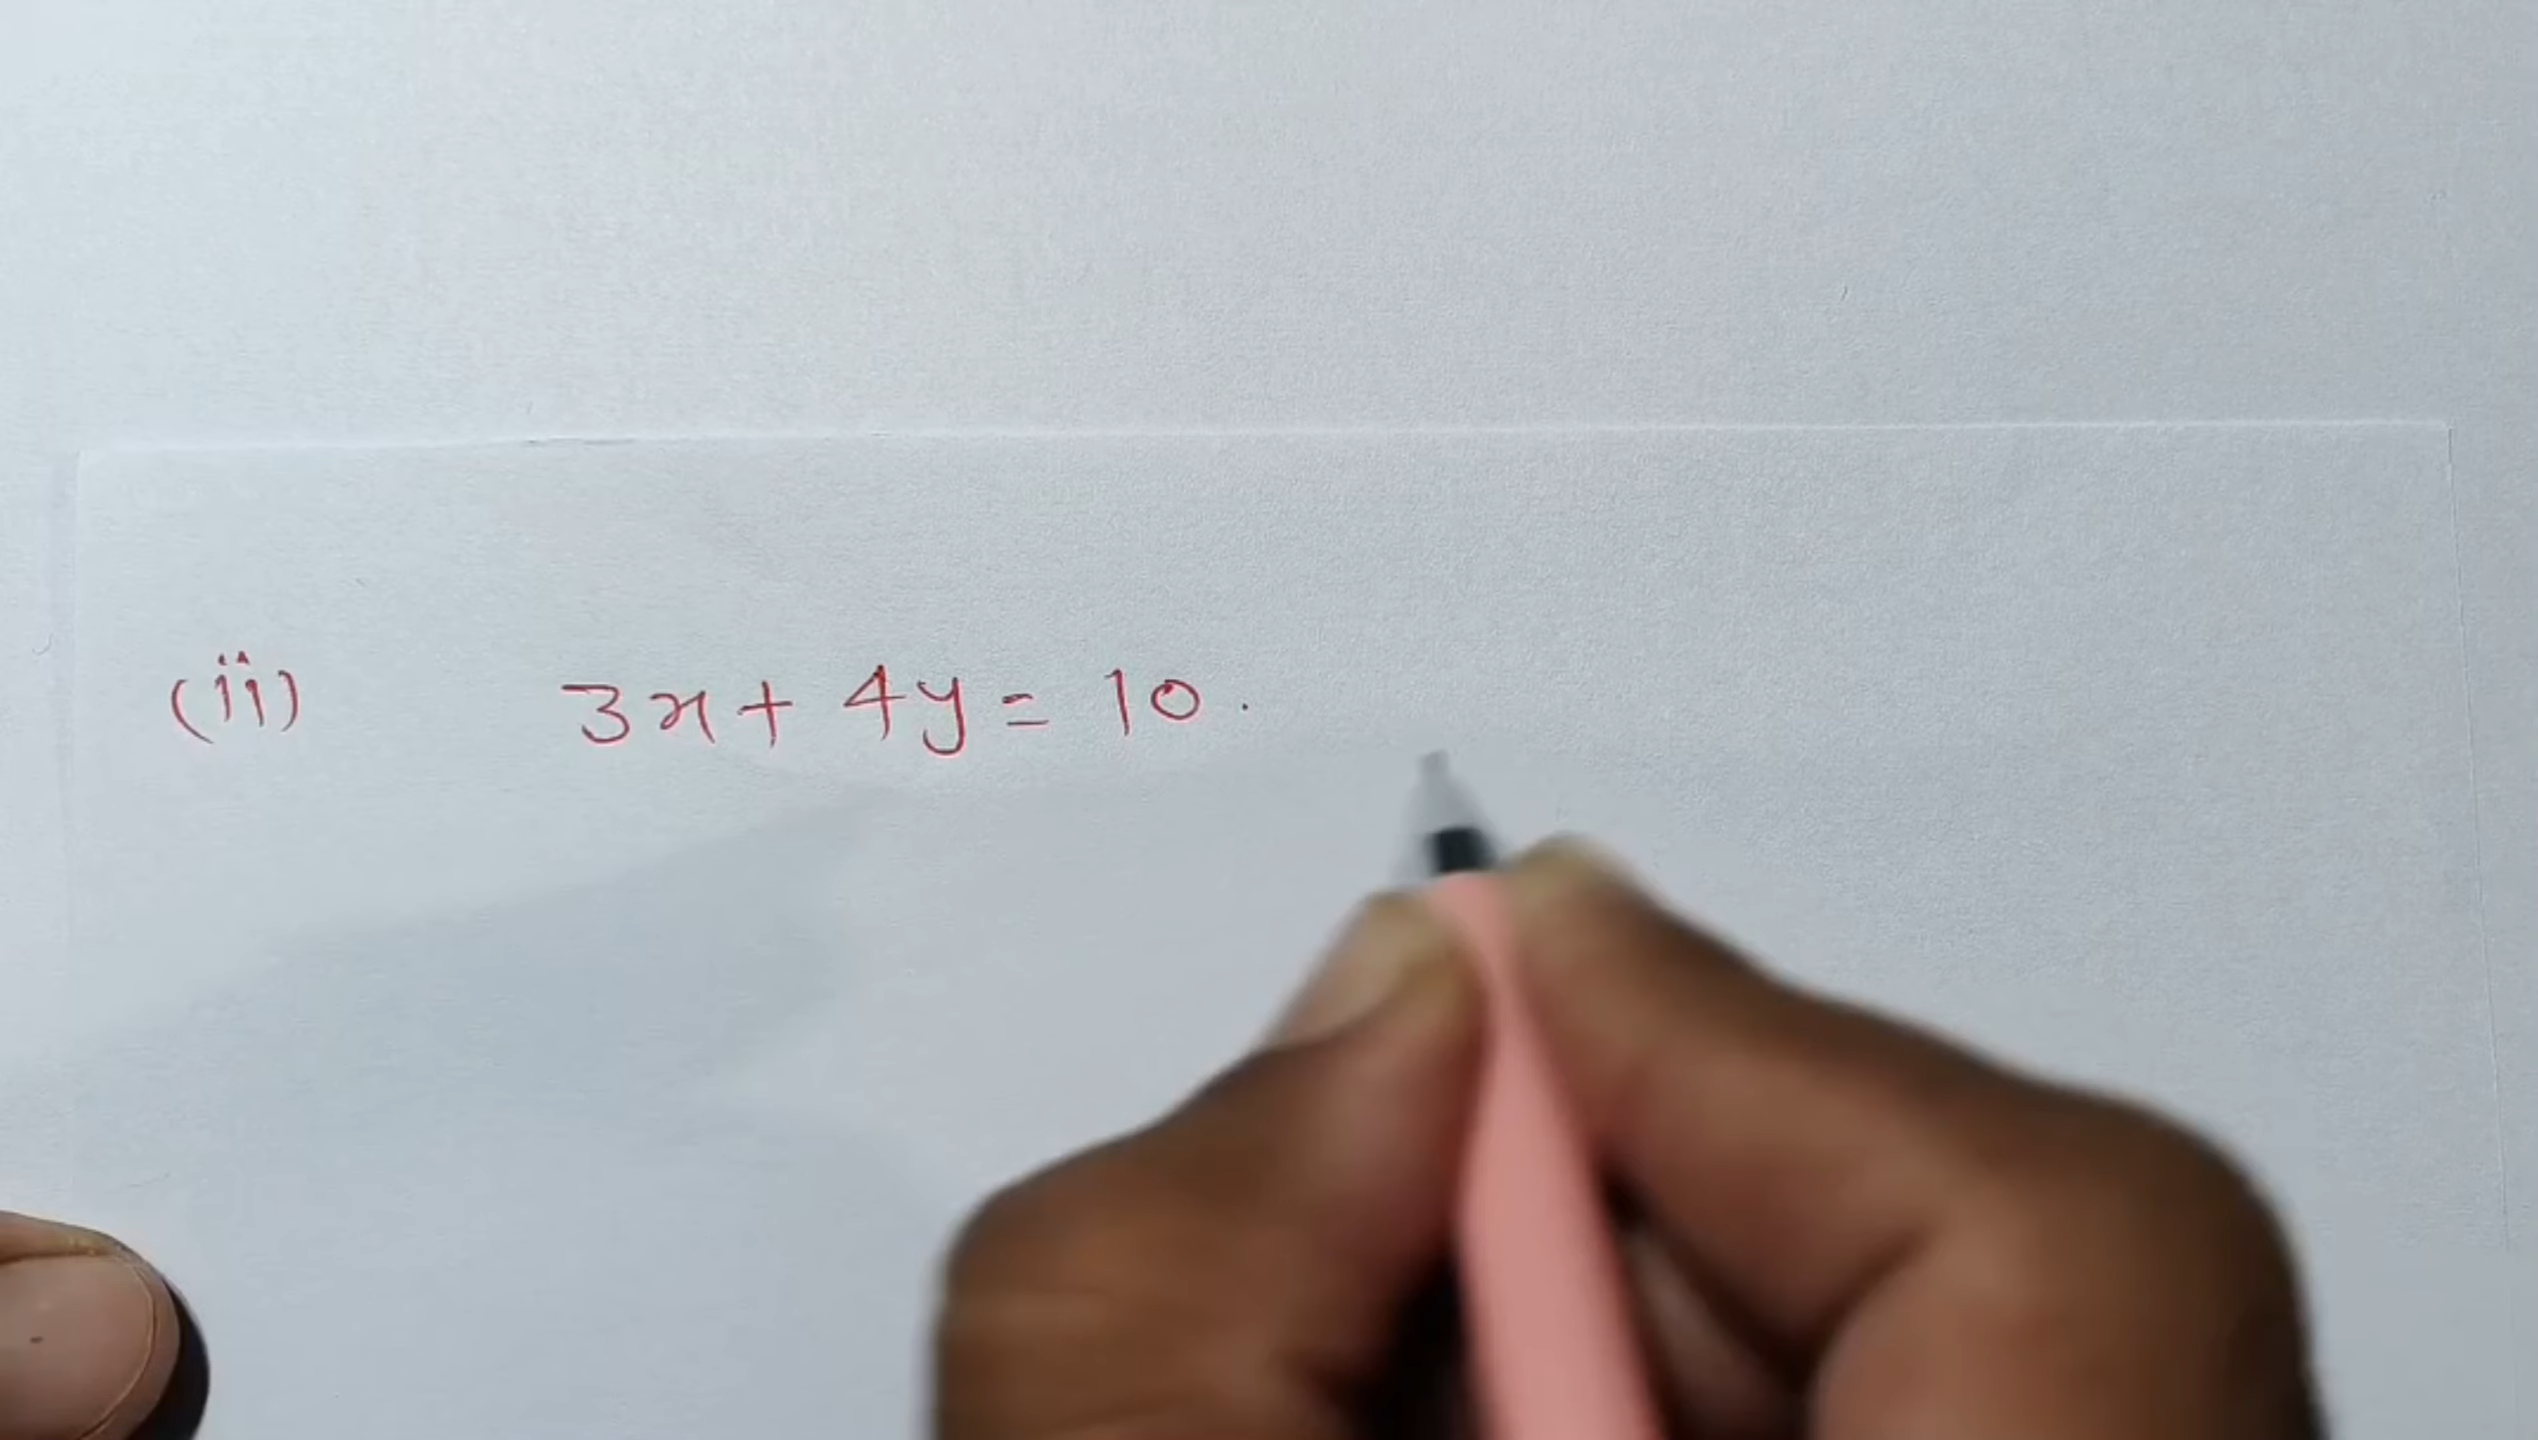 (ii) 3x + 4y = 10.